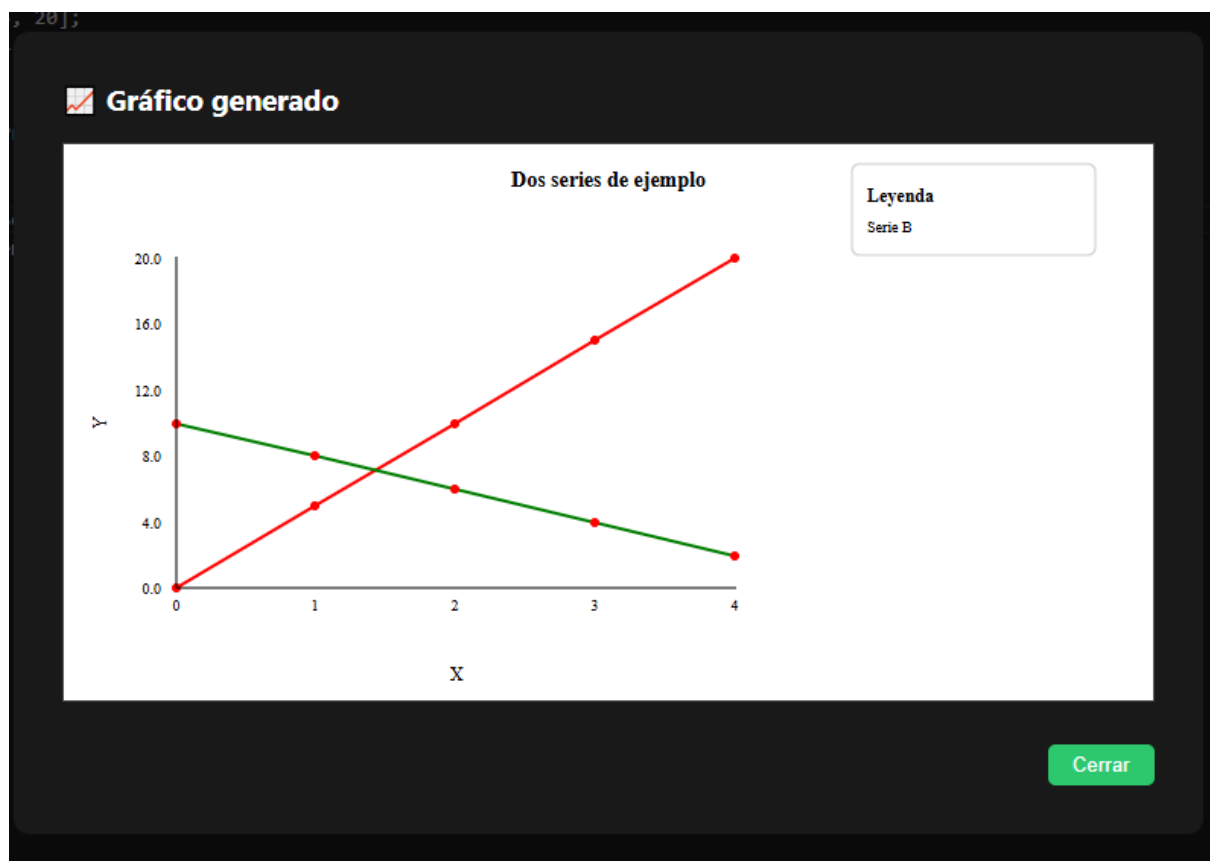 , 20];
Gráfico generado
Dos series de ejemplo
Leyenda
Serie B
20.0
16.0
12.0
8.0
4.0
0.0
Y
0 1 2 3 4
X
Cerrar